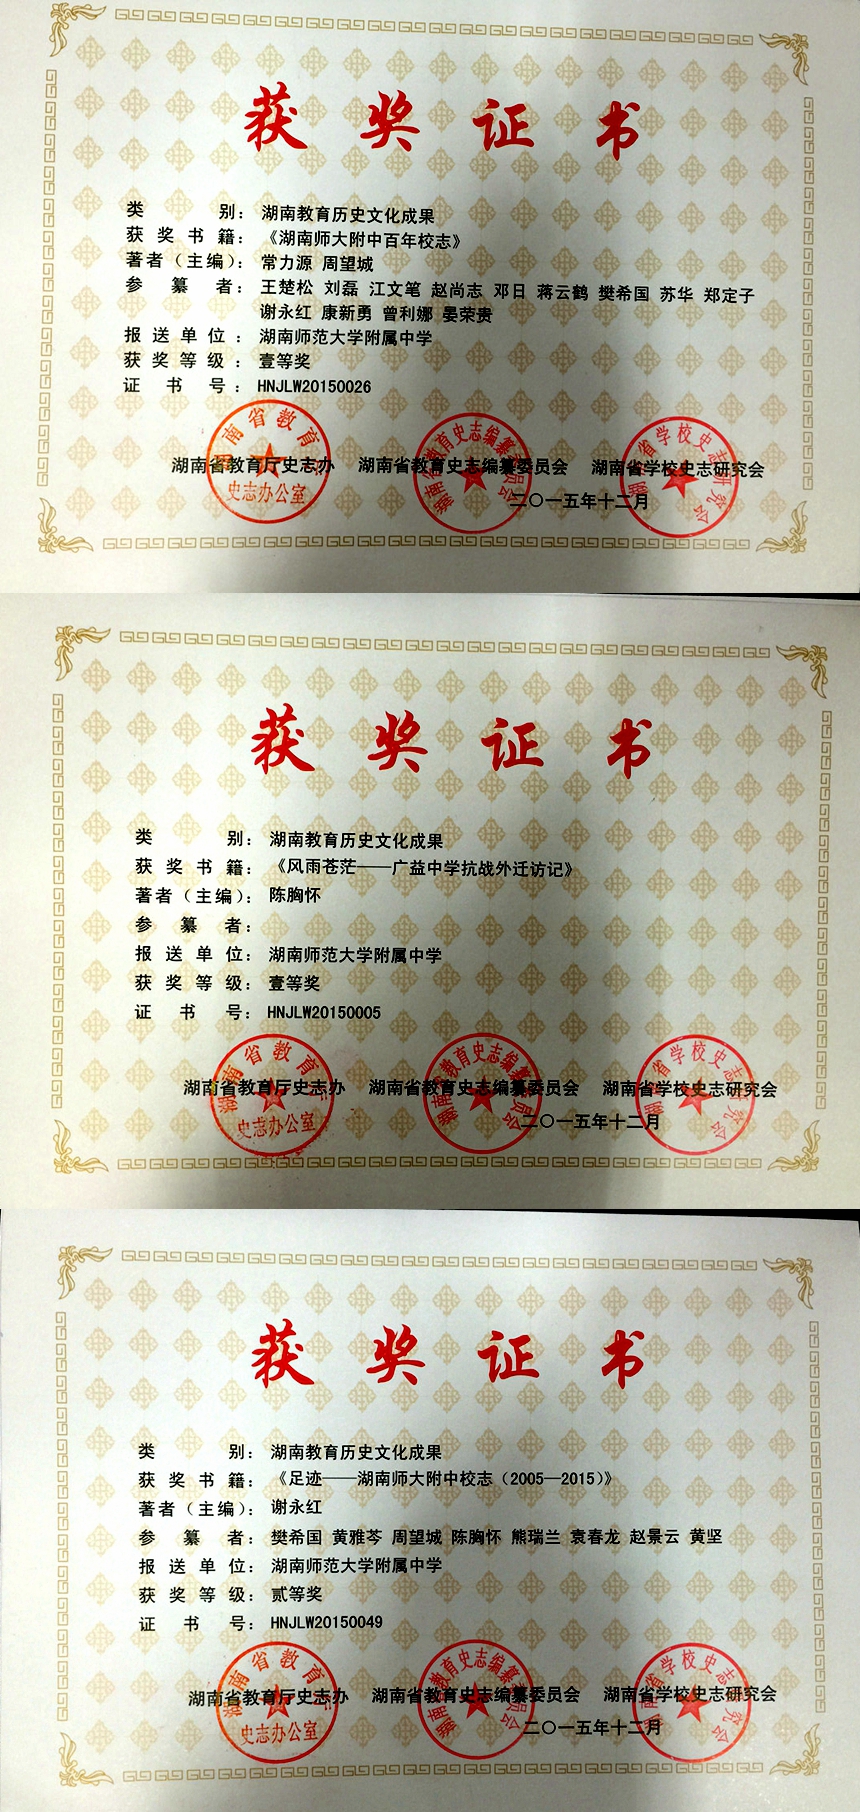 获奖证书
类别：湖南教育历史文化成果
获奖书籍：《湖南师大附中百年校志》
著者（主编）：常力源 周望城
参纂者：王楚松 刘磊 江文笔 赵尚志 邓日 蒋云鹤 樊希国 苏华 郑定子
谢永红 康新勇 曾利娜 晏荣贵
报送单位：湖南师范大学附属中学
获奖等级：壹等奖
证书号：HNJLW20150026
湖南省教育厅史志办 湖南省教育史志编纂委员会 湖南省学校史志研究会
史志办公室
二〇一五年十二月
获奖证书
类别：湖南教育历史文化成果
获奖书籍：《风雨苍茫——广益中学抗战外迁访记》
著者（主编）：陈胸怀
参纂者：
报送单位：湖南师范大学附属中学
获奖等级：壹等奖
证书号：HNJLW20150005
湖南省教育厅史志办 湖南省教育史志编纂委员会 湖南省学校史志研究会
史志办公室
二〇一五年十二月
获奖证书
类别：湖南教育历史文化成果
获奖书籍：《足迹——湖南师大附中校志（2005—2015）》
著者（主编）：谢永红
参纂者：樊希国 黄雅芩 周望城 陈胸怀 熊瑞兰 袁春龙 赵景云 黄坚
报送单位：湖南师范大学附属中学
获奖等级：贰等奖
证书号：HNJLW20150049
湖南省教育厅史志办 湖南省教育史志编纂委员会 湖南省学校史志研究会
史志办公室
二〇一五年十二月